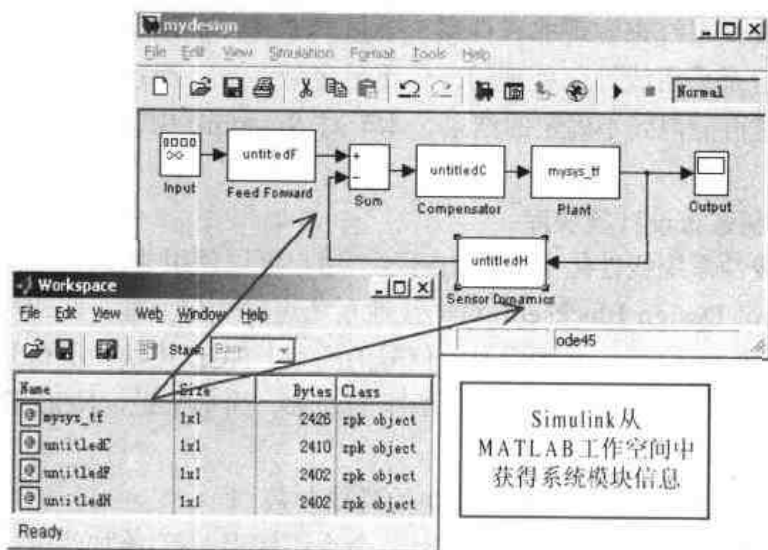 mydesign
File Edit View Simulation Format Tools Help
Normal
untitedF
untitledC
mysys_tf
Input
Feed Forward
Sum
Compensator
Plant
Output
untitledH
Sensor Dynamics
ode45
Workspace
File Edit View Web Window Help
Stack: Base
Name Size Bytes Class
mysys_tf 1x1 2426 zpk object
untitledC 1x1 2410 zpk object
untitledF 1x1 2402 zpk object
untitledH 1x1 2402 zpk object
Ready
Simulink从
MATLAB工作空间中
获得系统模块信息